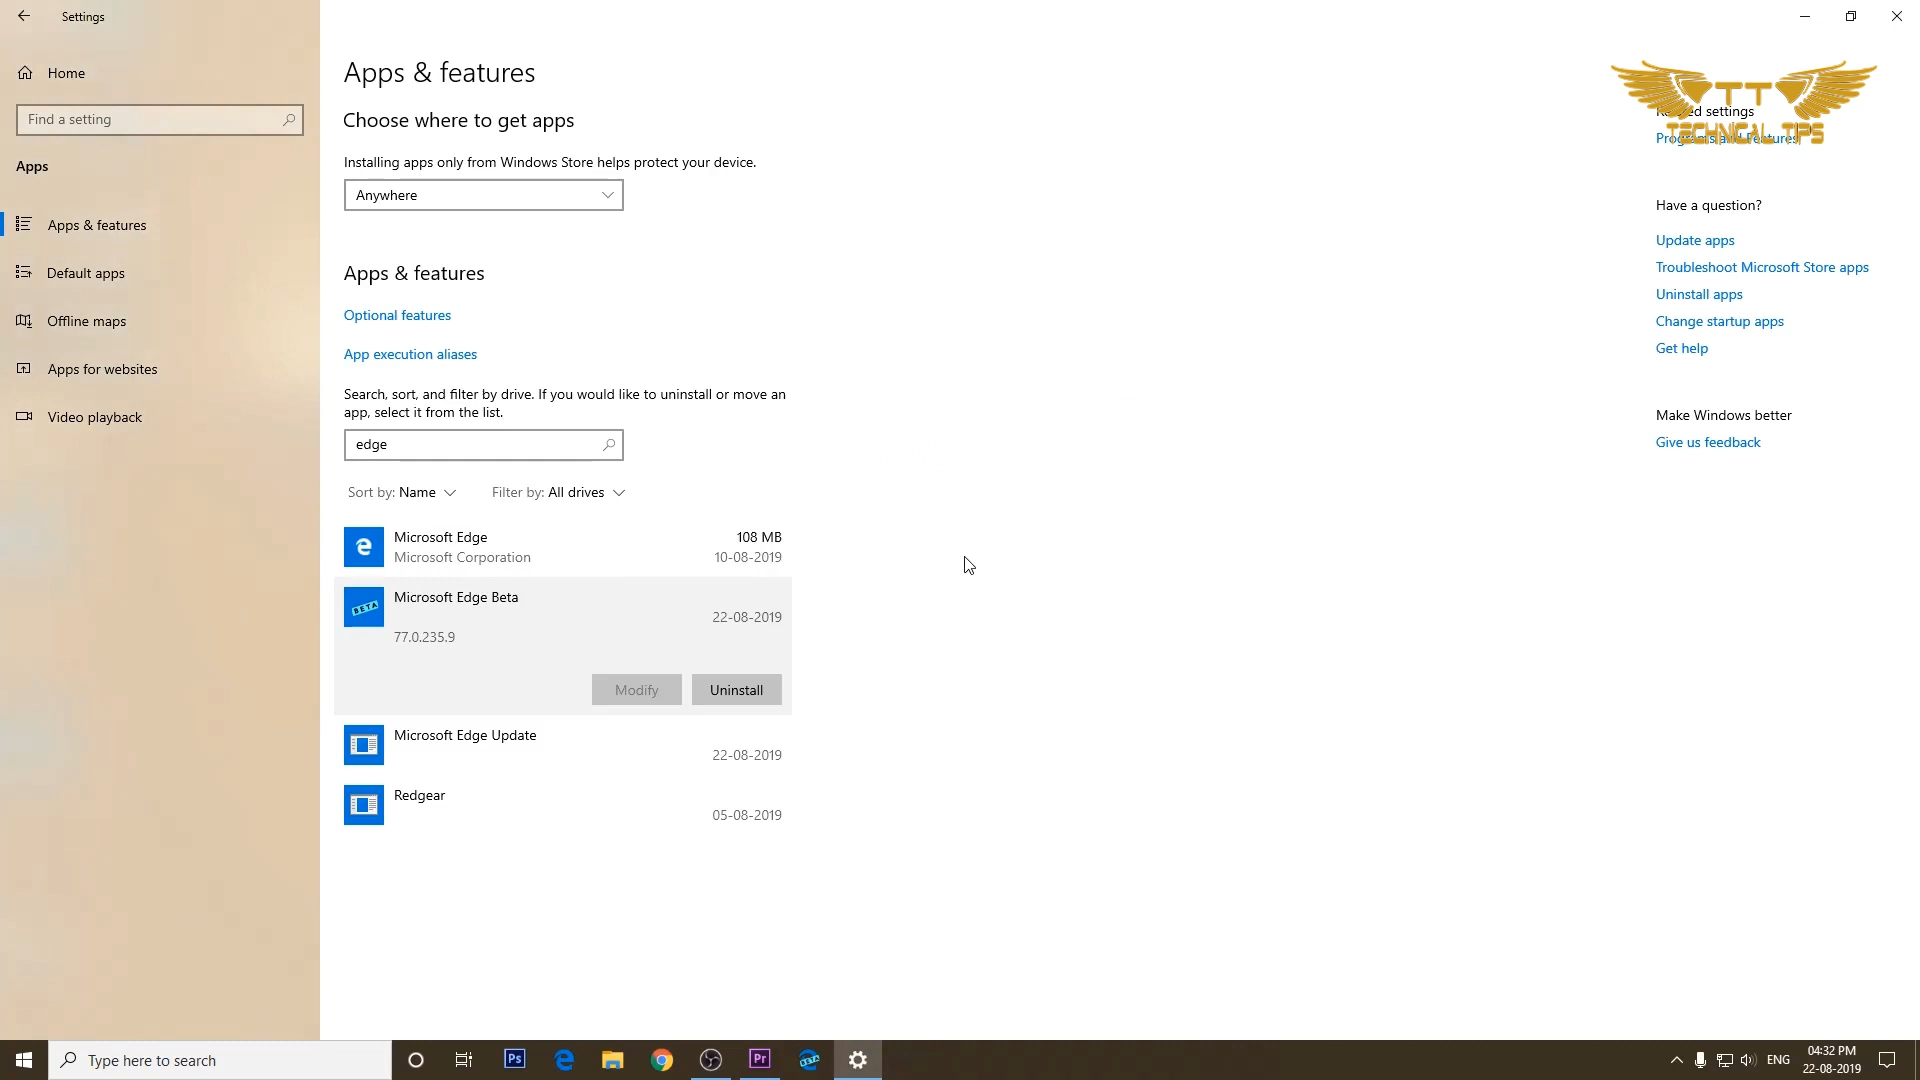 Settings
Home
Find a setting
Apps
Apps & features
Default apps
Offline maps
Apps for websites
Video playback
Apps & features
Choose where to get apps
Installing apps only from Windows Store helps protect your device.
Anywhere
Apps & features
Optional features
App execution aliases
Search, sort, and filter by drive. If you would like to uninstall or move an
app, select it from the list.
edge
Sort by: Name Filter by: All drives
Microsoft Edge 108 MB
Microsoft Corporation 10-08-2019
BETA
Microsoft Edge Beta
22-08-2019
77.0.235.9
Modify Uninstall
Microsoft Edge Update
22-08-2019
Redgear
05-08-2019
TT
TECHNICAL TIPS
Related settings
Programs and Features
Have a question?
Update apps
Troubleshoot Microsoft Store apps
Uninstall apps
Change startup apps
Get help
Make Windows better
Give us feedback
Type here to search
Ps
Pr
BETA
ENG
04:32 PM
22-08-2019